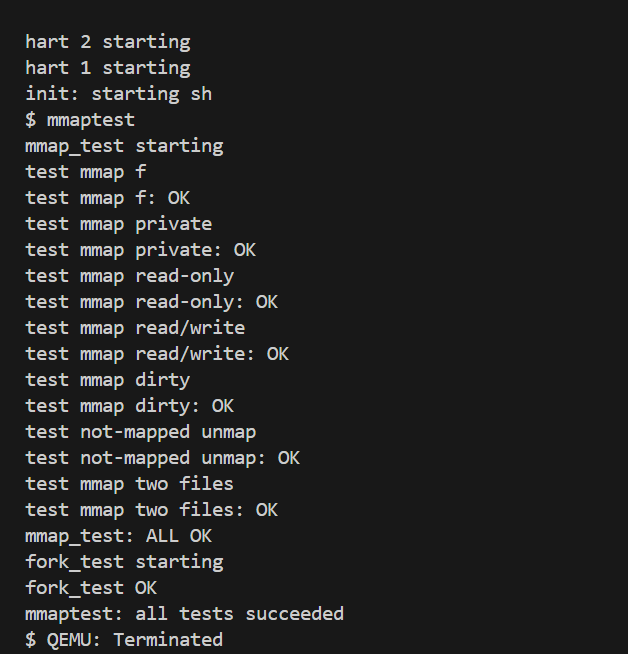 hart 2 starting
hart 1 starting
init: starting sh
$ mmaptest
mmap_test starting
test mmap f
test mmap f: OK
test mmap private
test mmap private: OK
test mmap read-only
test mmap read-only: OK
test mmap read/write
test mmap read/write: OK
test mmap dirty
test mmap dirty: OK
test not-mapped unmap
test not-mapped unmap: OK
test mmap two files
test mmap two files: OK
mmap_test: ALL OK
fork_test starting
fork_test OK
mmaptest: all tests succeeded
$ QEMU: Terminated